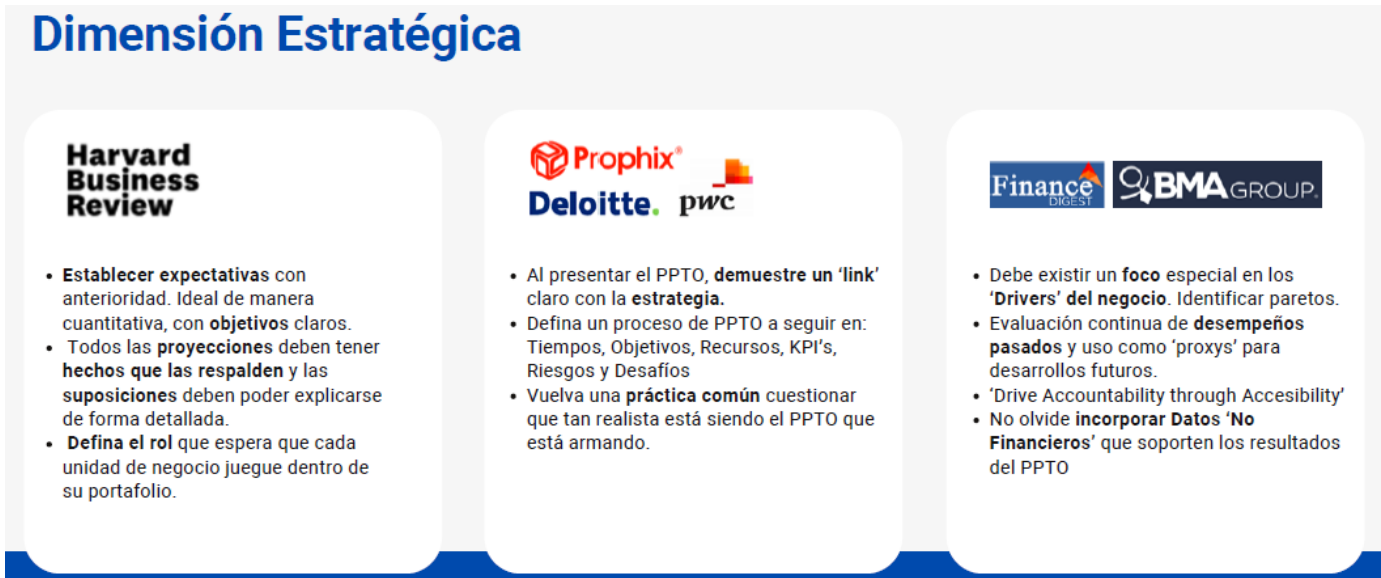 Dimensión Estratégica
Harvard
Business
Review
• Establecer expectativas con
anterioridad. Ideal de manera
cuantitativa, con objetivos claros.
• Todos las proyecciones deben tener
hechos que las respalden y las
suposiciones deben poder explicarse
de forma detallada.
• Defina el rol que espera que cada
unidad de negocio juegue dentro de
su portafolio.
Prophix®
Deloitte. pwc
• Al presentar el PPTO, demuestre un ‘link’
claro con la estrategia.
• Defina un proceso de PPTO a seguir en:
Tiempos, Objetivos, Recursos, KPI’s,
Riesgos y Desafíos
• Vuelva una práctica común cuestionar
que tan realista está siendo el PPTO que
está armando.
Finance
DIGEST
BMA GROUP.
• Debe existir un foco especial en los
‘Drivers’ del negocio. Identificar paretos.
• Evaluación continua de desempeños
pasados y uso como ‘proxys’ para
desarrollos futuros.
• ‘Drive Accountability through Accesibility’
• No olvide incorporar Datos ‘No
Financieros’ que soporten los resultados
del PPTO